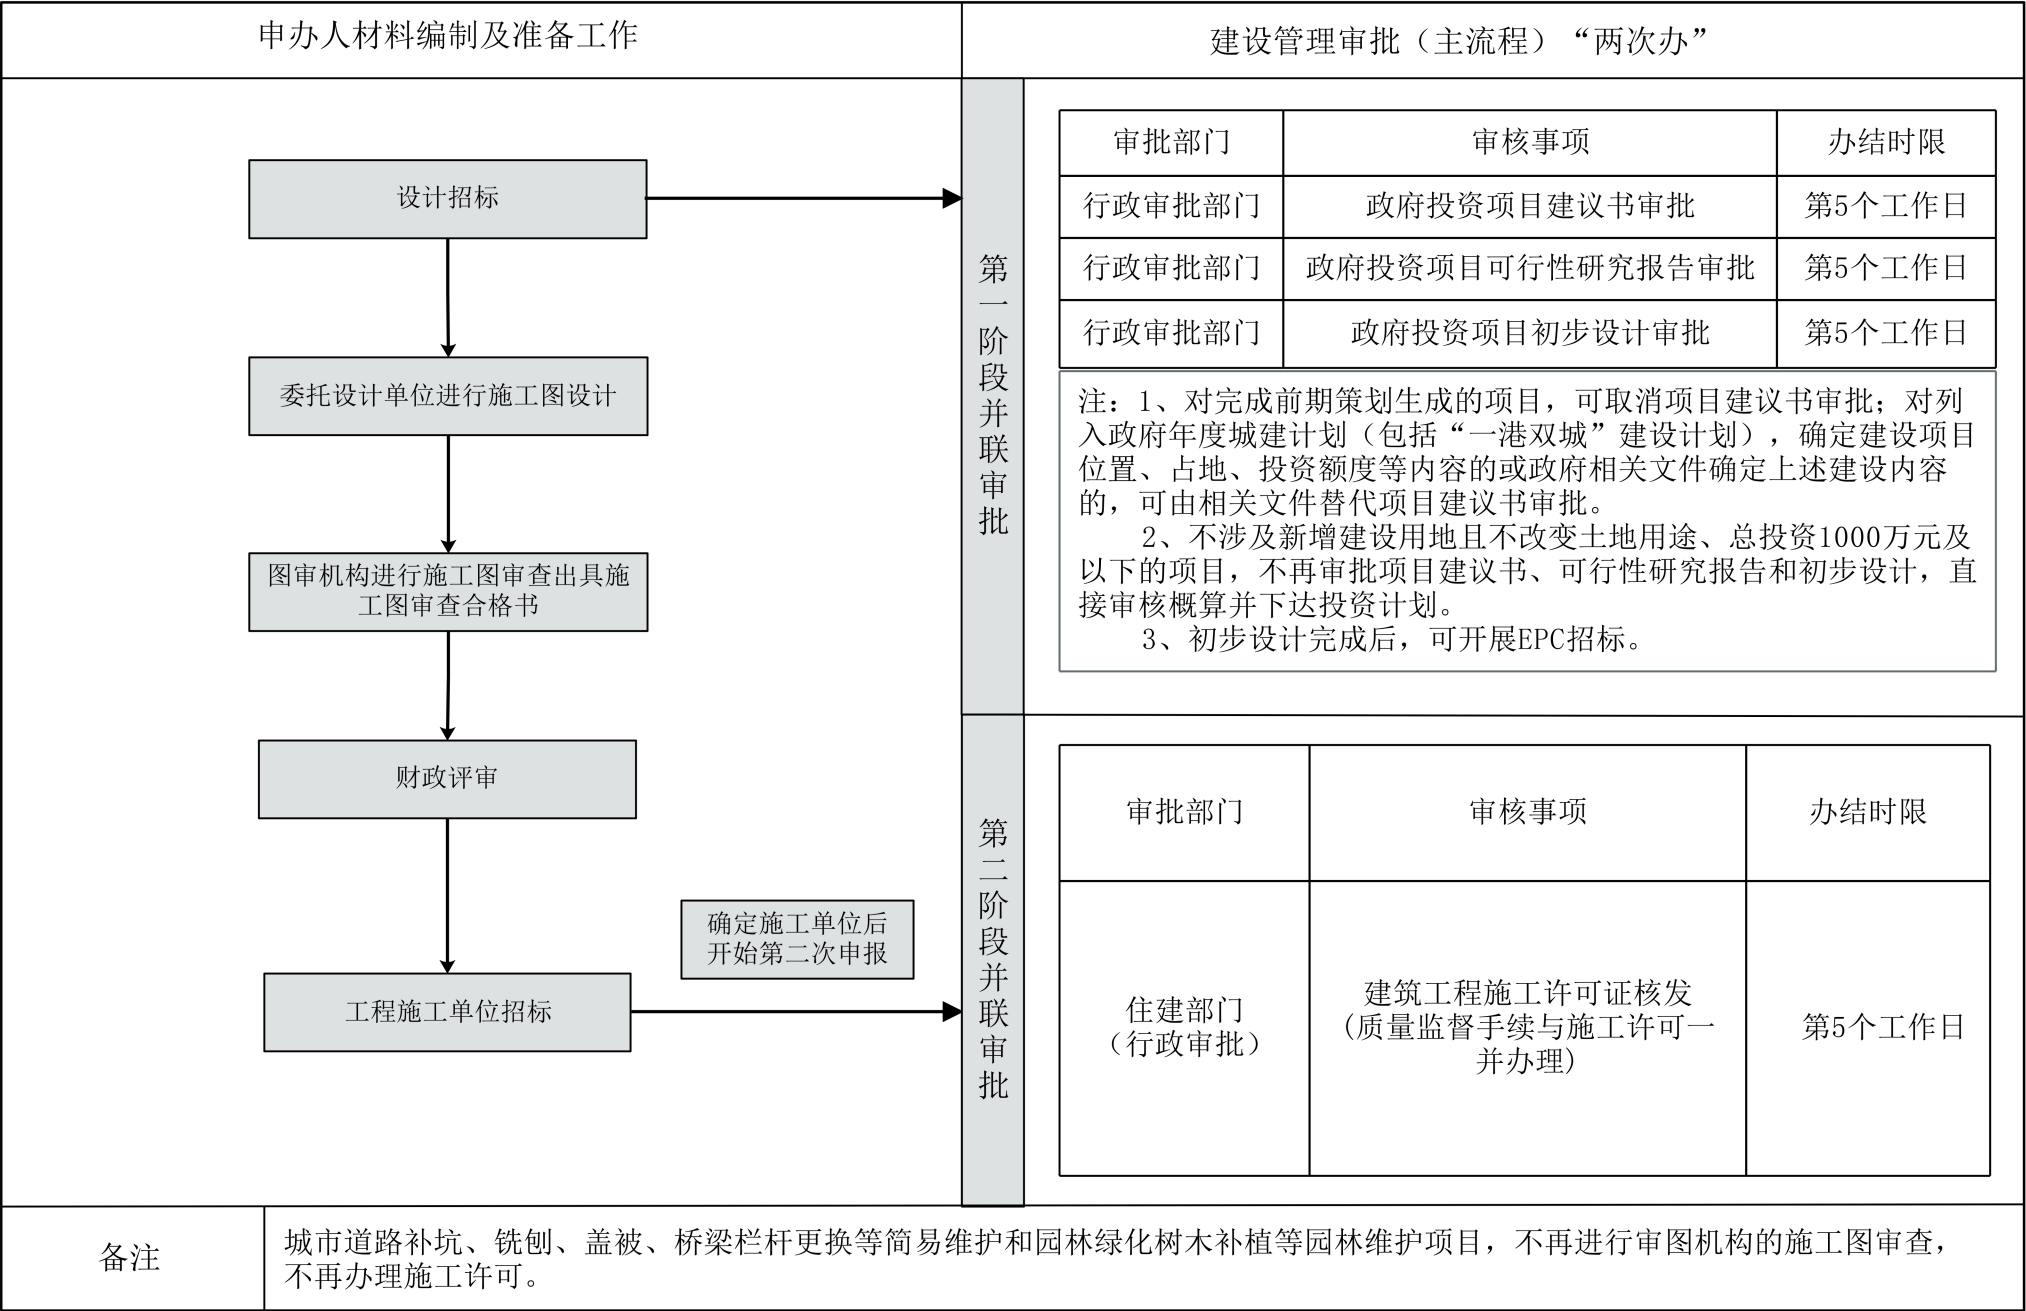 申办人材料编制及准备工作
建设管理审批（主流程）“两次办”
设计招标
委托设计单位进行施工图设计
图审机构进行施工图审查出具施
工图审查合格书
财政评审
确定施工单位后
开始第二次申报
工程施工单位招标
第一阶段并联审批
审批部门 审核事项 办结时限
行政审批部门 政府投资项目建议书审批 第5个工作日
行政审批部门 政府投资项目可行性研究报告审批 第5个工作日
行政审批部门 政府投资项目初步设计审批 第5个工作日
注：1、对完成前期策划生成的项目，可取消项目建议书审批；对列
入政府年度城建计划（包括“一港双城”建设计划），确定建设项目
位置、占地、投资额度等内容的或政府相关文件确定上述建设内容
的，可由相关文件替代项目建议书审批。
2、不涉及新增建设用地且不改变土地用途、总投资1000万元及
以下的项目，不再审批项目建议书、可行性研究报告和初步设计，直
接审核概算并下达投资计划。
3、初步设计完成后，可开展EPC招标。
第二阶段并联审批
审批部门 审核事项 办结时限
住建部门
（行政审批）
建筑工程施工许可证核发
(质量监督手续与施工许可一
并办理)
第5个工作日
备注
城市道路补坑、铣刨、盖被、桥梁栏杆更换等简易维护和园林绿化树木补植等园林维护项目，不再进行审图机构的施工图审查，
不再办理施工许可。